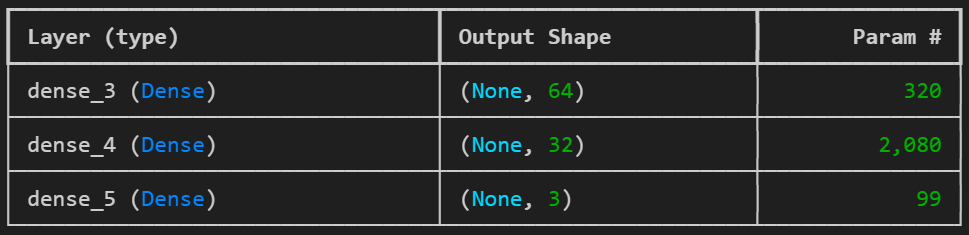 Layer (type) Output Shape Param #
dense_3 (Dense) (None, 64) 320
dense_4 (Dense) (None, 32) 2,080
dense_5 (Dense) (None, 3) 99